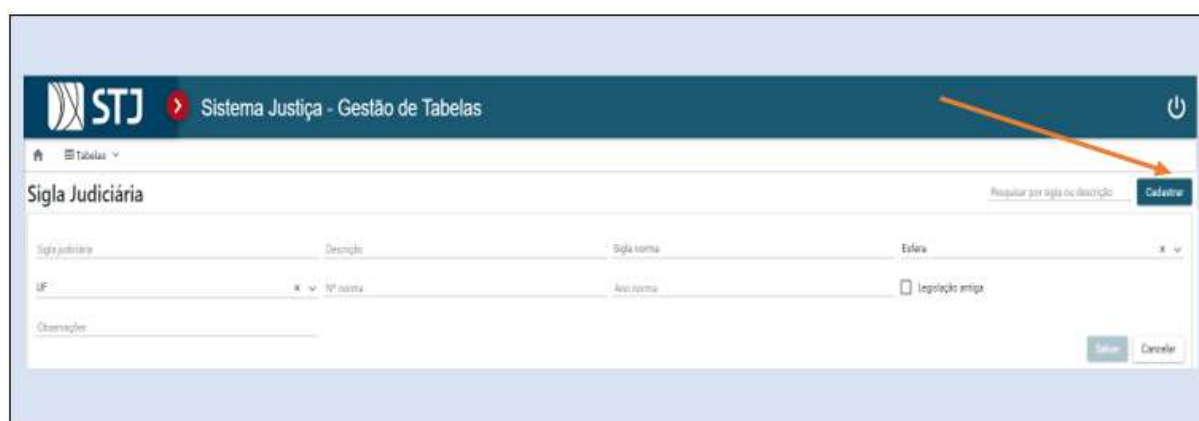 STJ
Sistema Justiça - Gestão de Tabelas
Tabelas
Sigla Judiciária
Pesquisar por sigla ou descrição
Cadastrar
Sigla judiciária
Descrição
Sigla norma
Esfera
UF
Nº norma
Ano norma
Legislação antiga
Observações
Salvar
Cancelar